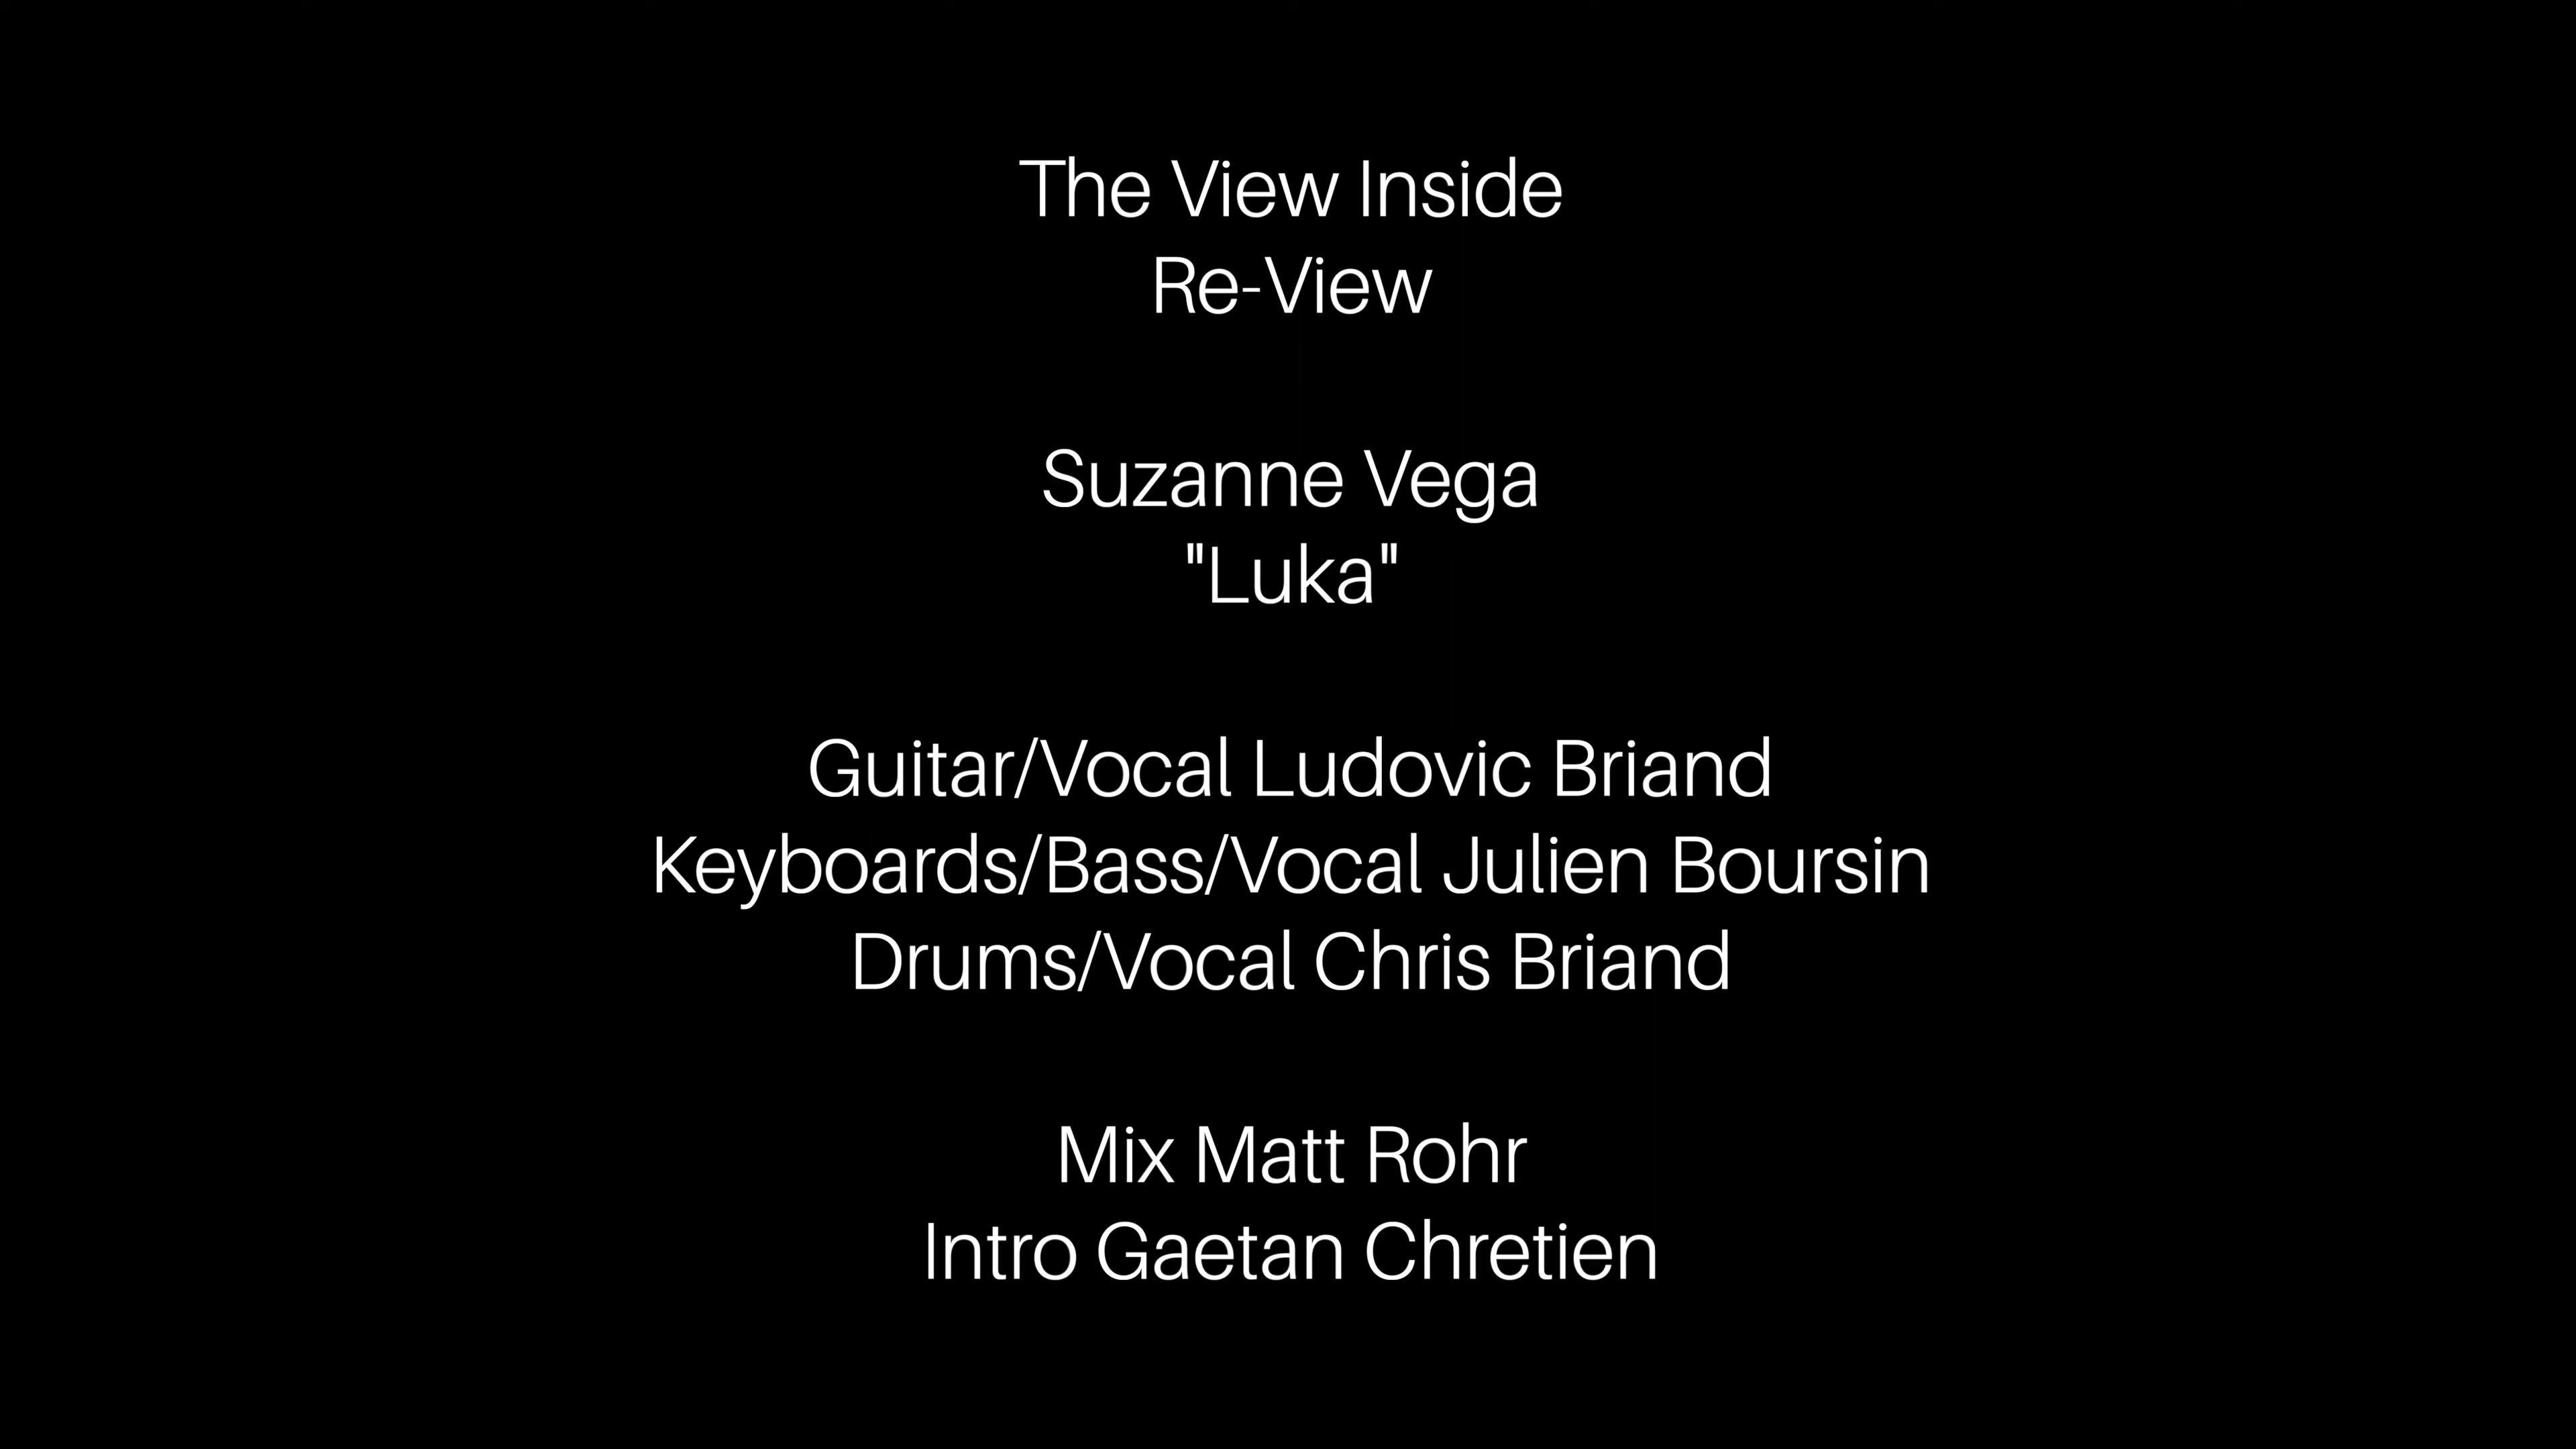 The View Inside
Re-View
Suzanne Vega
"Luka"
Guitar/Vocal Ludovic Briand
Keyboards/Bass/Vocal Julien Boursin
Drums/Vocal Chris Briand
Mix Matt Rohr
Intro Gaetan Chretien